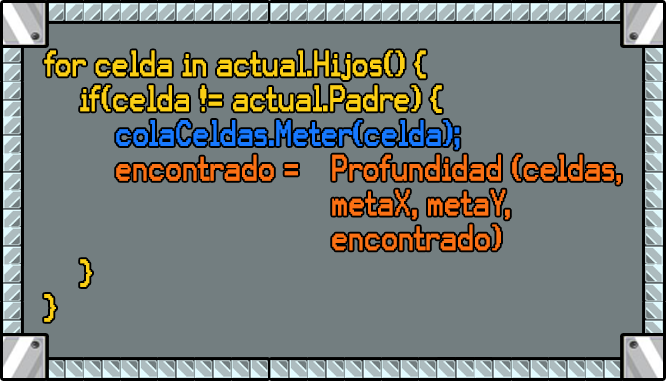 for celda in actual.Hijos() {
if(celda != actual.Padre) {
colaCeldas.Meter(celda);
encontrado = Profundidad (celdas,
metaX, metaY,
encontrado)
}
}